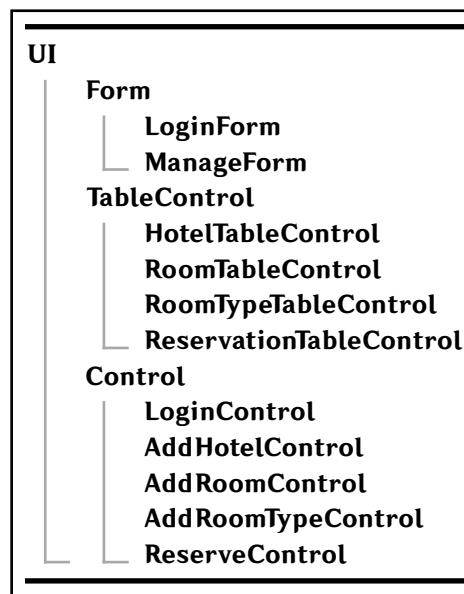 UI
Form
LoginForm
ManageForm
TableControl
HotelTableControl
RoomTableControl
RoomTypeTableControl
ReservationTableControl
Control
LoginControl
AddHotelControl
AddRoomControl
AddRoomTypeControl
ReserveControl